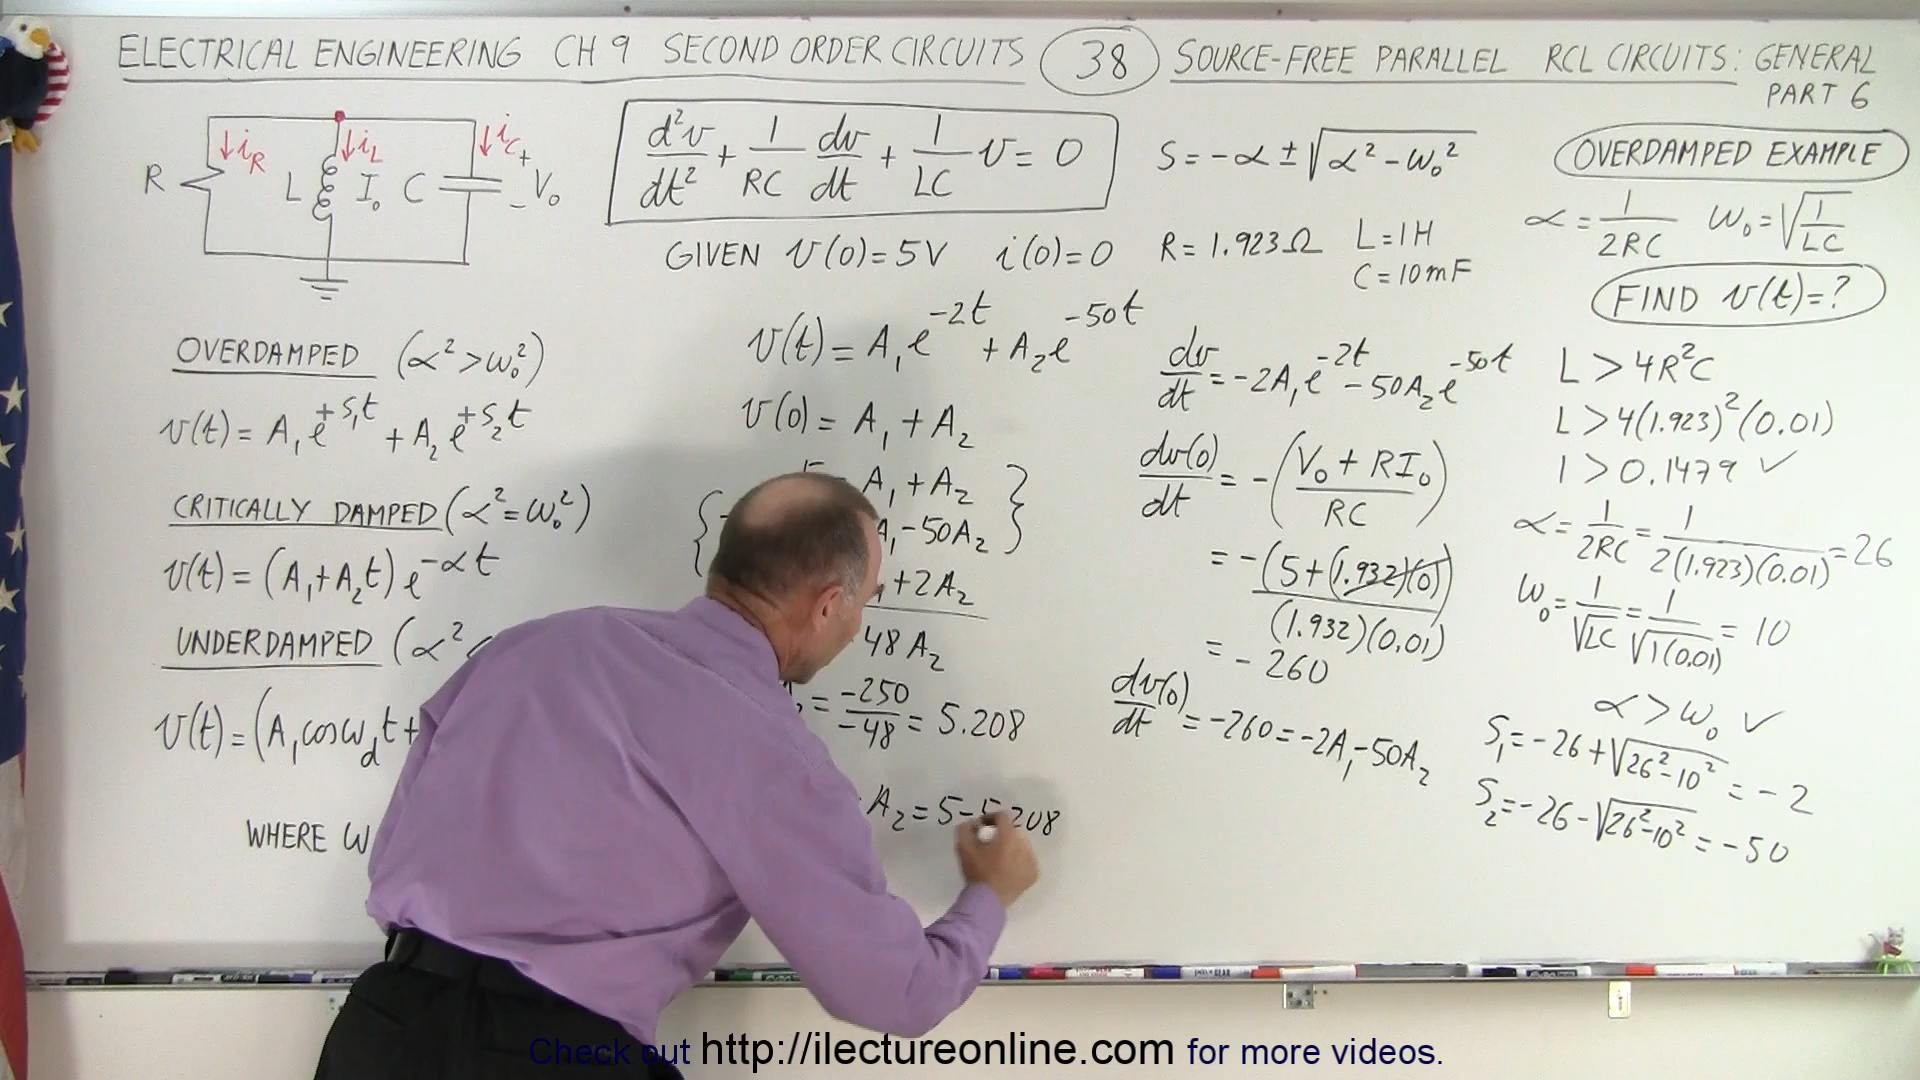 ELECTRICAL ENGINEERING CH 9 SECOND ORDER CIRCUITS 38 SOURCE-FREE PARALLEL RCL CIRCUITS: GENERAL
PART 6
R iR L iL I₀ C iC + − V₀
d²v/dt² + 1/RC dv/dt + 1/LC v = 0
GIVEN v(0) = 5V i(0) = 0
S = -α ± √(α² - ω₀²)
R = 1.923Ω L = 1H
C = 10mF
OVERDAMPED EXAMPLE
α = 1/2RC ω₀ = √(1/LC)
FIND v(t) = ?
OVERDAMPED (α² > ω₀²)
v(t) = A₁e^(+S₁t) + A₂e^(+S₂t)
CRITICALLY DAMPED (α² = ω₀²)
v(t) = (A₁ + A₂t)e^(-αt)
UNDERDAMPED (α²
v(t) = (A₁cosω_d t +
WHERE ω
v(t) = A₁e^(-2t) + A₂e^(-50t)
v(0) = A₁ + A₂
A₁ + A₂
A₁ - 50A₂
+ 2A₂
48A₂
= -250/-48 = 5.208
A₂ = 5 - 5.208
dv/dt = -2A₁e^(-2t) - 50A₂e^(-50t)
dv(0)/dt = -(V₀ + RI₀ / RC)
= -(5 + (1.932)(0)) / (1.932)(0.01)
= -260
dv(0)/dt = -260 = -2A₁ - 50A₂
L > 4R²C
L > 4(1.923)²(0.01)
1 > 0.1479 ✓
α = 1/2RC = 1/2(1.923)(0.01) = 26
ω₀ = 1/√LC = 1/√1(0.01) = 10
α > ω₀ ✓
S₁ = -26 + √(26² - 10²) = -2
S₂ = -26 - √(26² - 10²) = -50
Check out http://ilectureonline.com for more videos.